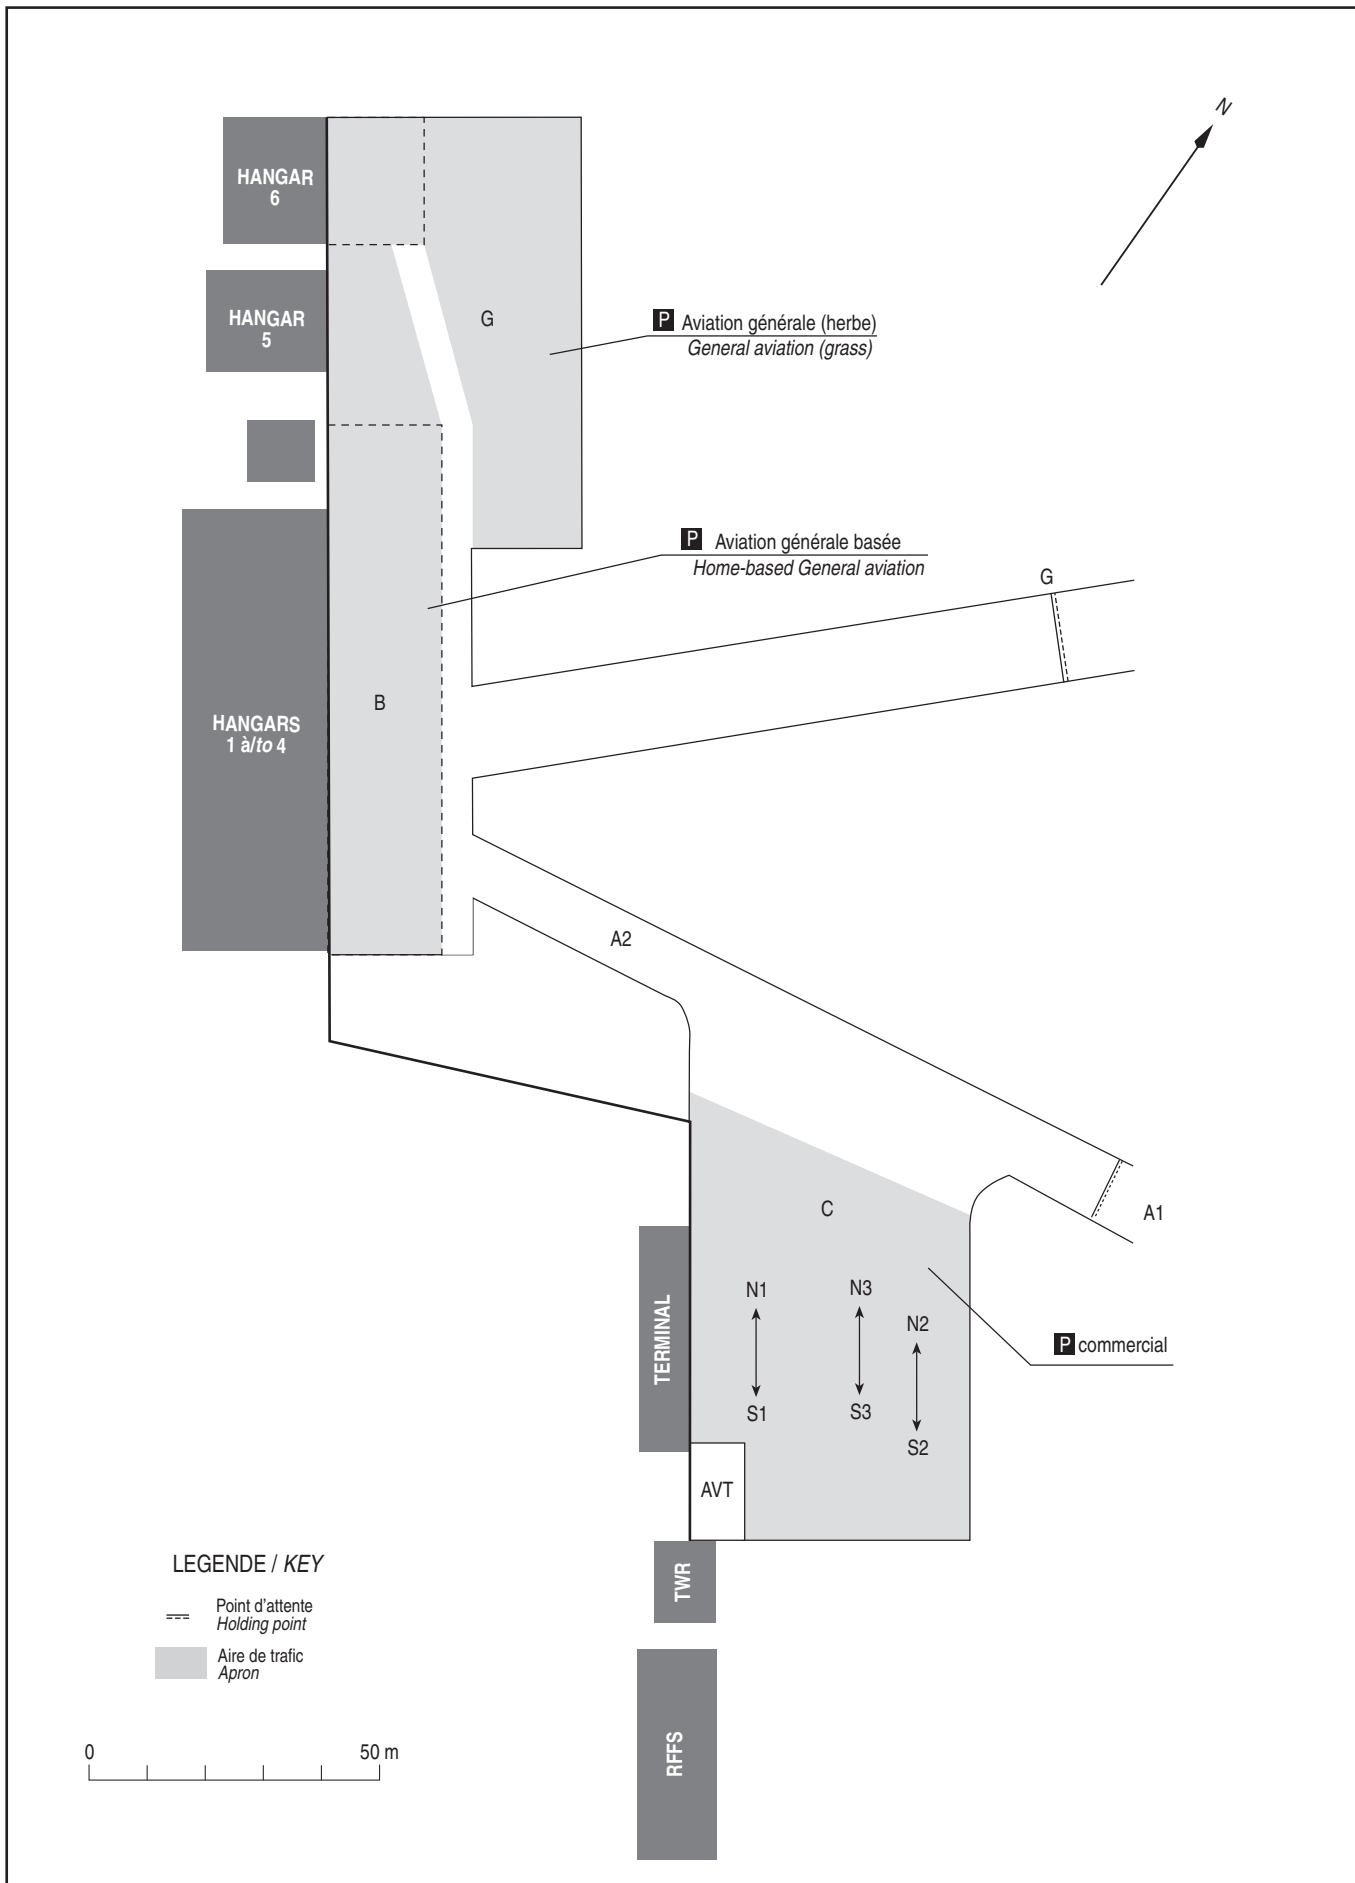 N
HANGAR
6
HANGAR
5
G
P Aviation générale (herbe)
General aviation (grass)
P Aviation générale basée
Home-based General aviation
G
B
HANGARS
1 à/to 4
A2
A1
C
N1
N3
N2
S1
S3
S2
P commercial
TERMINAL
AVT
TWR
RFFS
LEGENDE / KEY
Point d'attente
Holding point
Aire de trafic
Apron
0 50 m